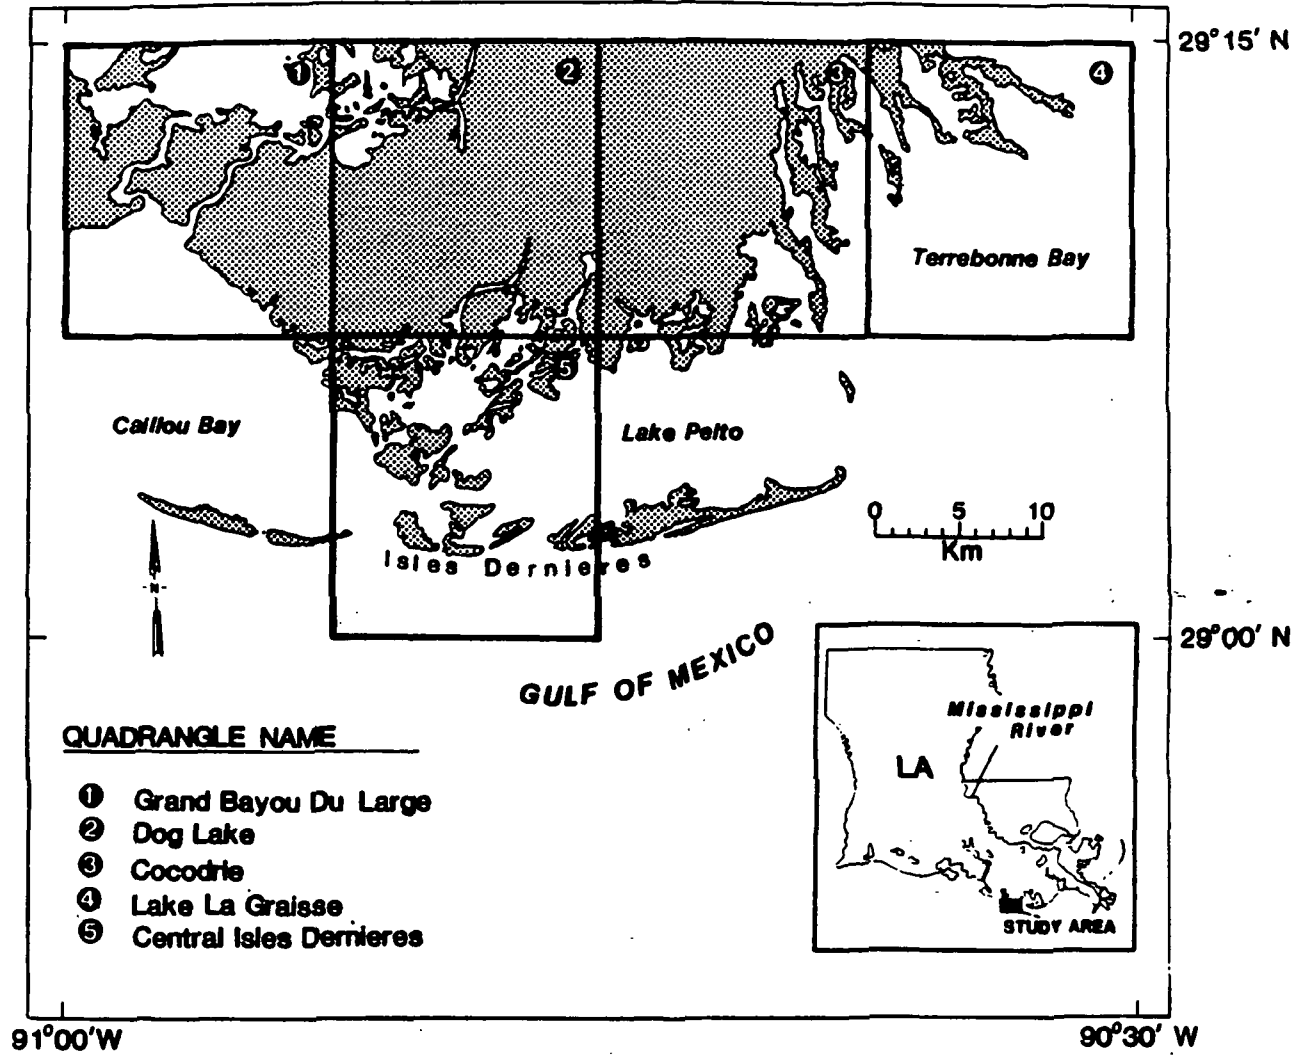 29°15' N
1
2
3
4
Terrebonne Bay
5
Caillou Bay
Lake Pelto
0 5 10
Km
Isles Dernieres
N
29°00' N
GULF OF MEXICO
Mississippi
River
LA
STUDY AREA
QUADRANGLE NAME
1 Grand Bayou Du Large
2 Dog Lake
3 Cocodrie
4 Lake La Graisse
5 Central Isles Dernieres
91°00'W
90°30' W